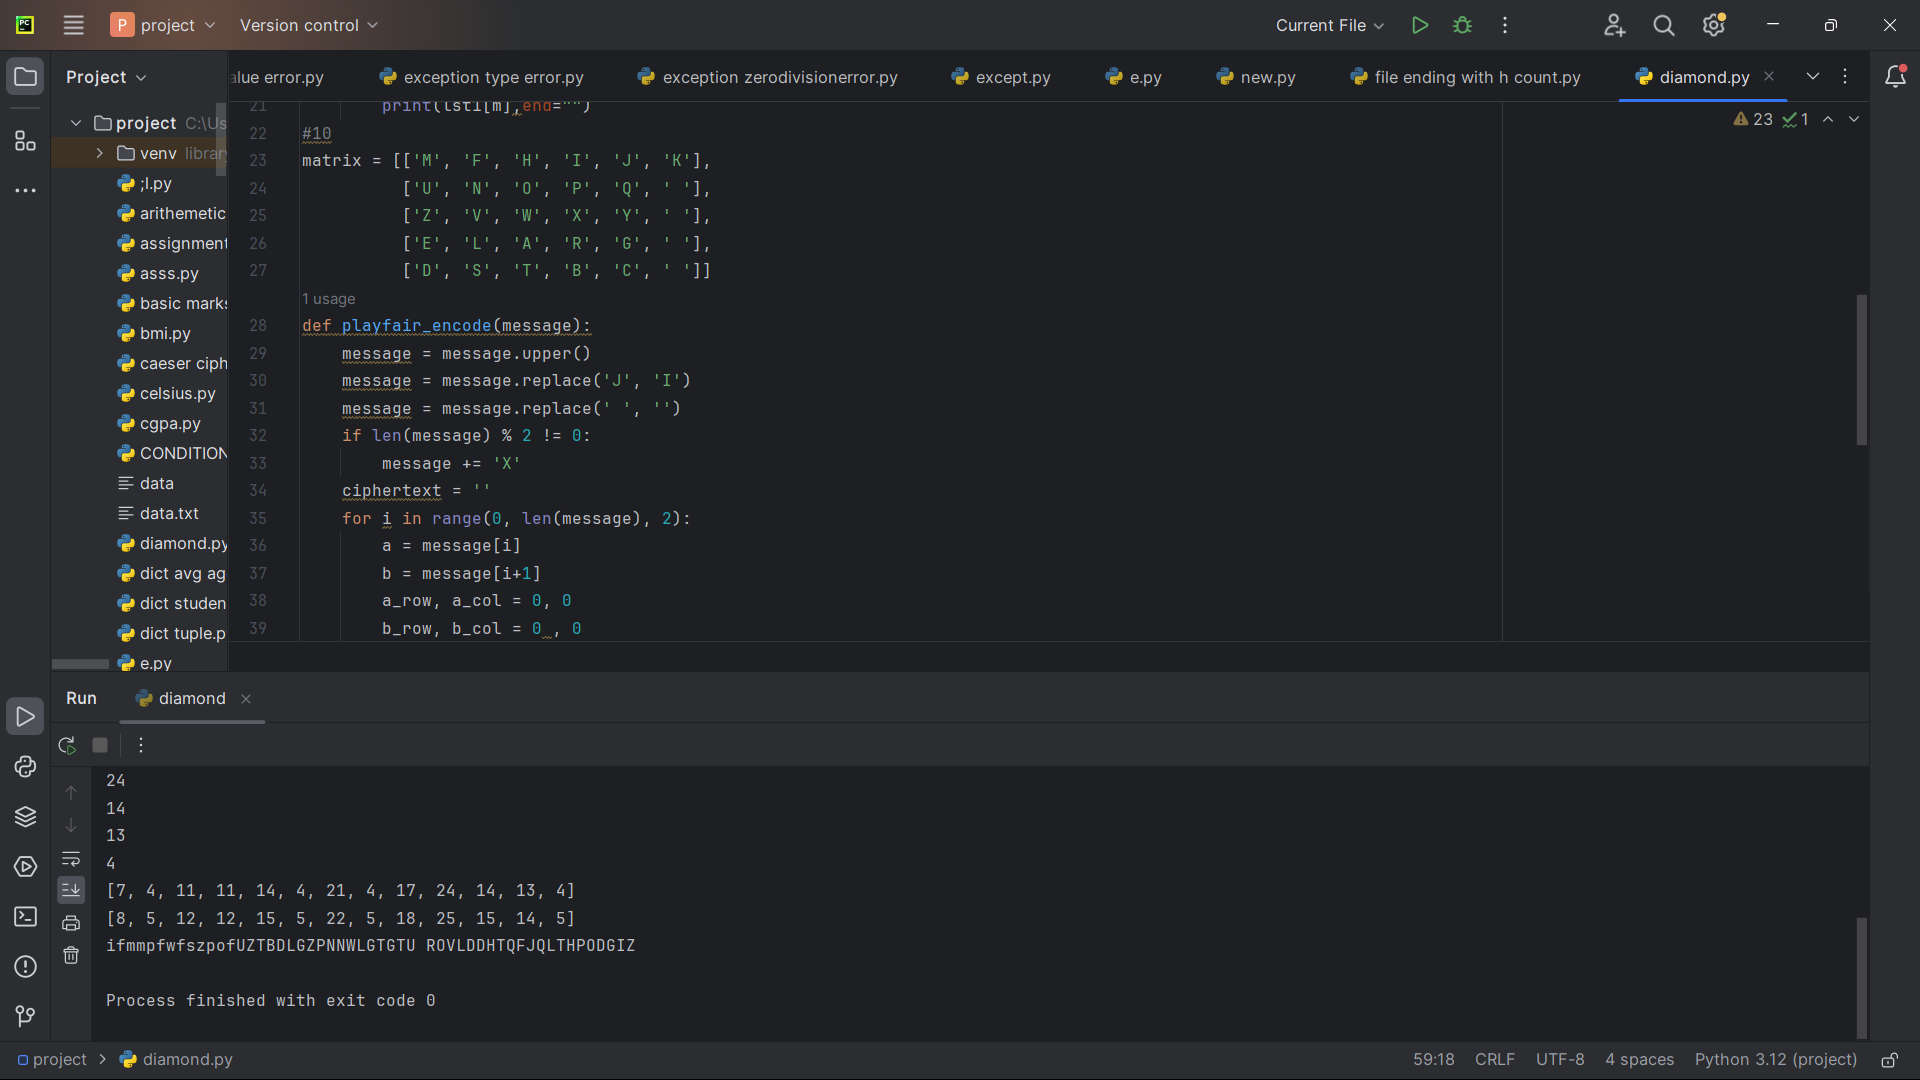 P project Version control Current File
Project
alue error.py exception type error.py exception zerodivisionerror.py except.py e.py new.py file ending with h count.py diamond.py
project C:\Us
venv library
;l.py
arithemetic
assignment
asss.py
basic marks
bmi.py
caeser ciph
celsius.py
cgpa.py
CONDITION
data
data.txt
diamond.py
dict avg ag
dict studen
dict tuple.p
e.py
23 1
21 print(lst1[m],end="")
22 #10
23 matrix = [['M', 'F', 'H', 'I', 'J', 'K'],
24 ['U', 'N', 'O', 'P', 'Q', ' '],
25 ['Z', 'V', 'W', 'X', 'Y', ' '],
26 ['E', 'L', 'A', 'R', 'G', ' '],
27 ['D', 'S', 'T', 'B', 'C', ' ']]
1 usage
28 def playfair_encode(message):
29 message = message.upper()
30 message = message.replace('J', 'I')
31 message = message.replace(' ', '')
32 if len(message) % 2 != 0:
33 message += 'X'
34 ciphertext = ''
35 for i in range(0, len(message), 2):
36 a = message[i]
37 b = message[i+1]
38 a_row, a_col = 0, 0
39 b_row, b_col = 0 , 0
Run diamond
24
14
13
4
[7, 4, 11, 11, 14, 4, 21, 4, 17, 24, 14, 13, 4]
[8, 5, 12, 12, 15, 5, 22, 5, 18, 25, 15, 14, 5]
ifmmpfwfszpofUZTBDLGZPNNWLGTGTU ROVLDDHTQFJQLTHPODGIZ
Process finished with exit code 0
project > diamond.py 59:18 CRLF UTF-8 4 spaces Python 3.12 (project)